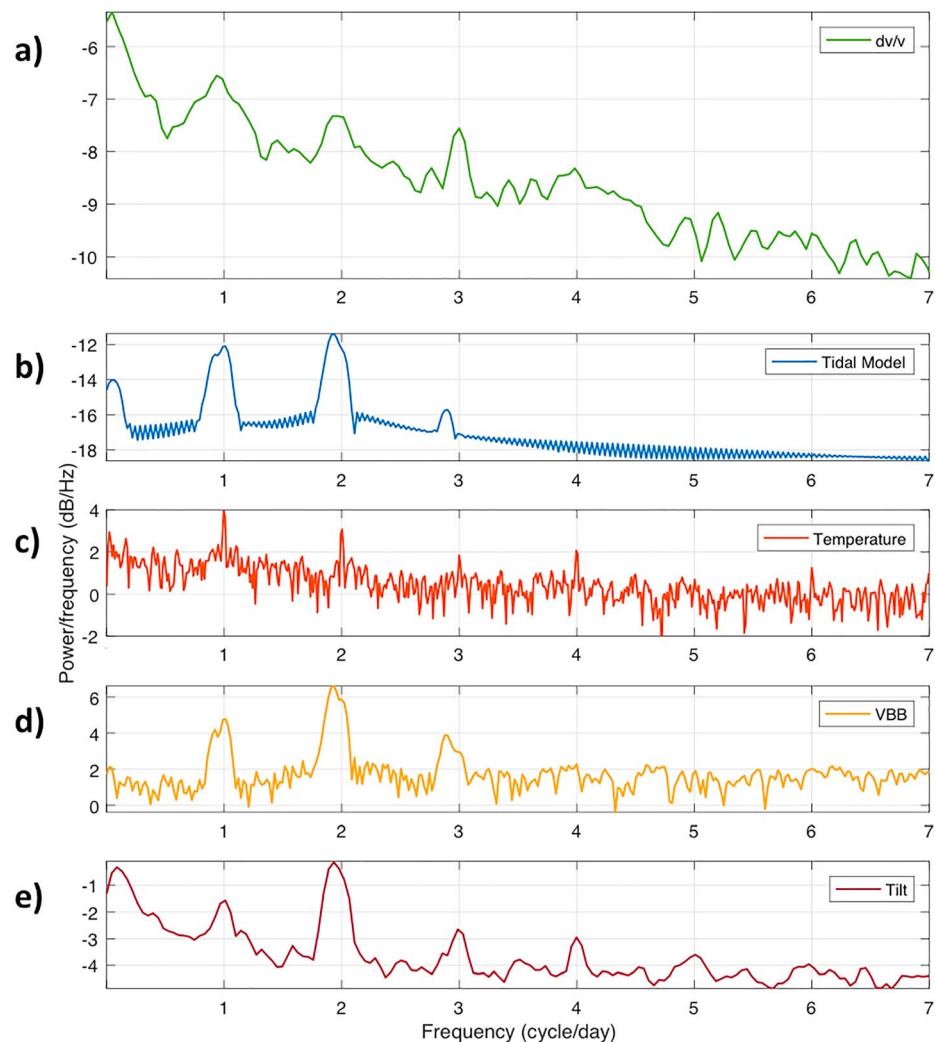 a)
dv/v
-6
-7
-8
-9
-10
1 2 3 4 5 6 7
b)
Tidal Model
-12
-14
-16
-18
1 2 3 4 5 6 7
Power/frequency (dB/Hz)
c)
Temperature
4
2
0
-2
1 2 3 4 5 6 7
d)
VBB
6
4
2
0
1 2 3 4 5 6 7
e)
Tilt
-1
-2
-3
-4
1 2 3 4 5 6 7
Frequency (cycle/day)